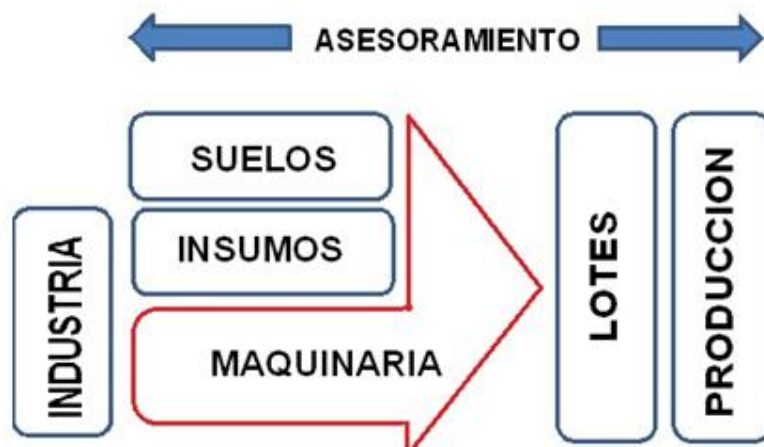 ASESORAMIENTO
SUELOS
INSUMOS
INDUSTRIA
MAQUINARIA
LOTES
PRODUCCION